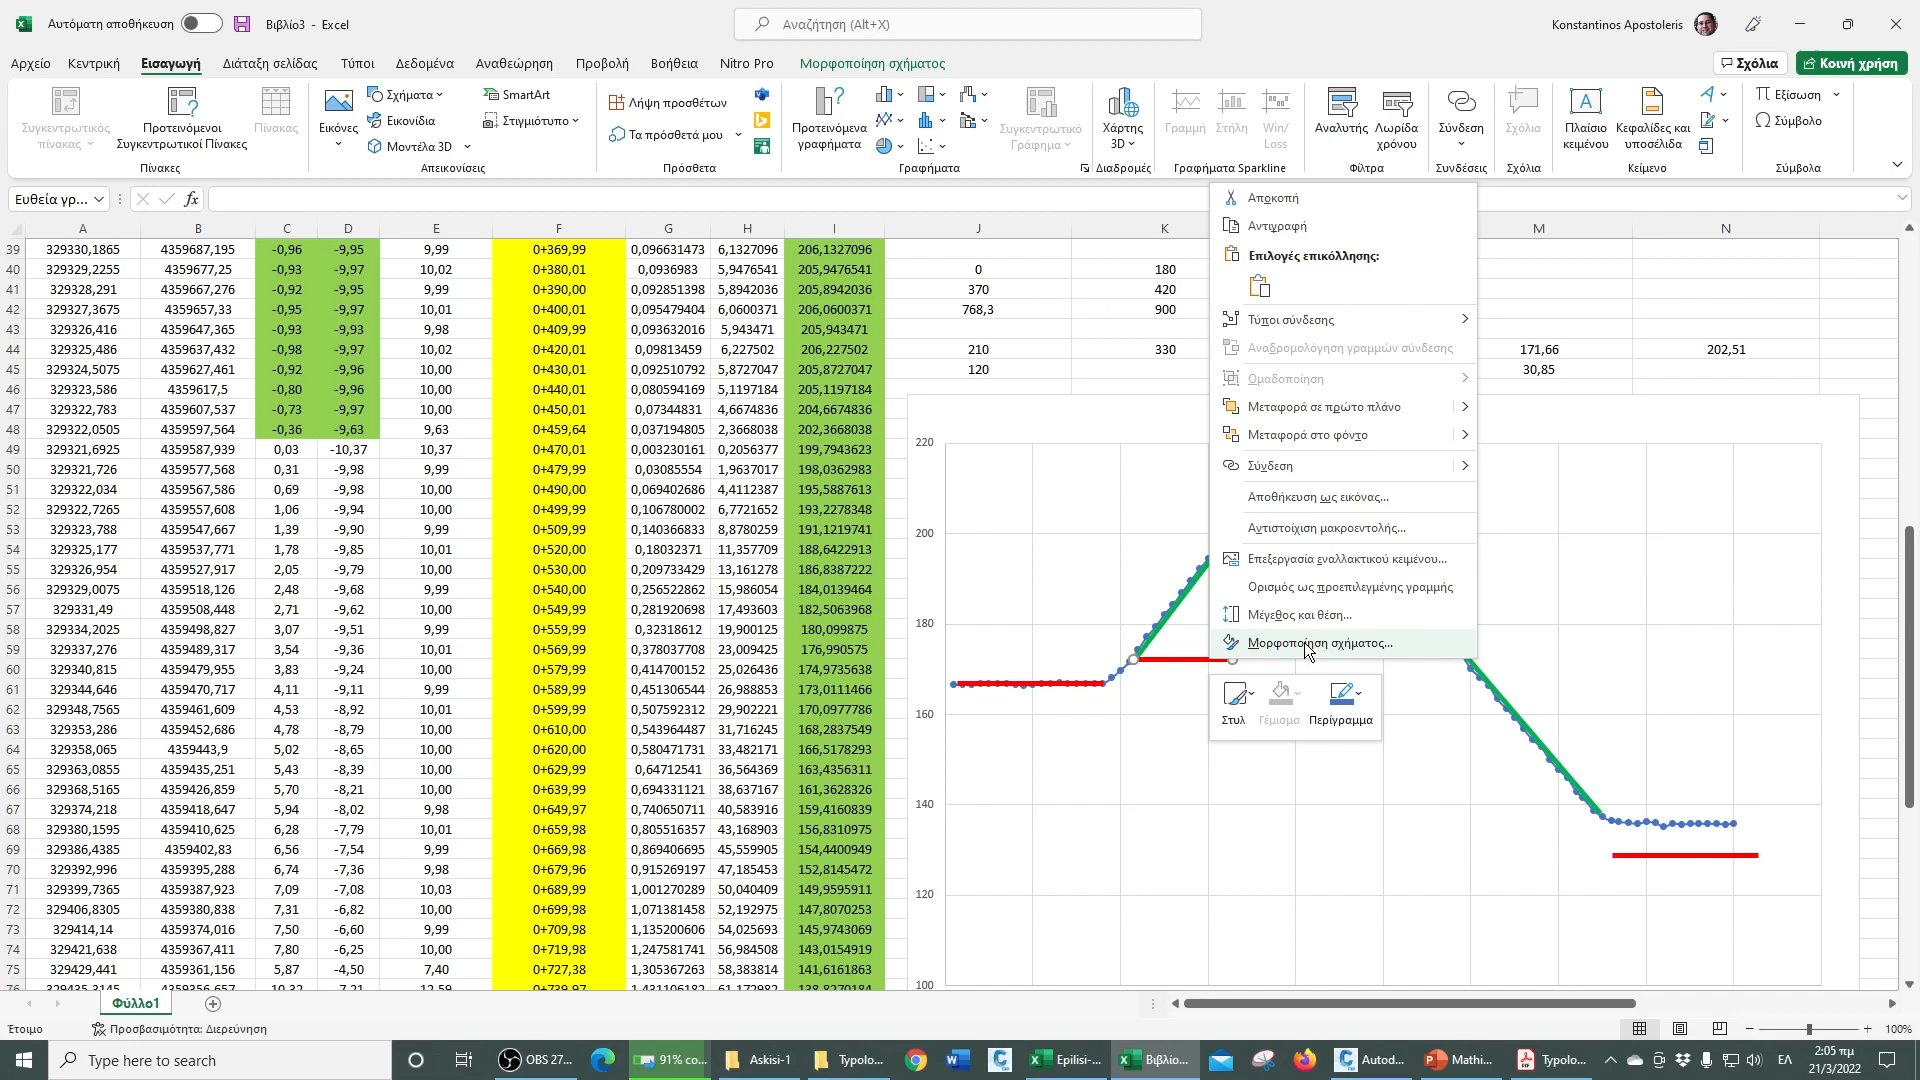 Αυτόματη αποθήκευση Βιβλίο3 - Excel Αναζήτηση (Alt+X) Konstantinos Apostoleris
Αρχείο Κεντρική Εισαγωγή Διάταξη σελίδας Τύποι Δεδομένα Αναθεώρηση Προβολή Βοήθεια Nitro Pro Μορφοποίηση σχήματος Σχόλια Κοινή χρήση
Συγκεντρωτικός πίνακας Προτεινόμενοι Συγκεντρωτικοί Πίνακες Πίνακας Εικόνες Σχήματα Εικονίδια Μοντέλα 3D SmartArt Στιγμιότυπο Λήψη προσθέτων Τα πρόσθετά μου Προτεινόμενα γραφήματα Συγκεντρωτικό Γράφημα Χάρτης 3D Γραμμή Στήλη Win/Loss Αναλυτής Λωρίδα χρόνου Σύνδεση Σχόλια Πλαίσιο κειμένου Κεφαλίδες και υποσέλιδα Εξίσωση Σύμβολο
Πίνακες Απεικονίσεις Πρόσθετα Γραφήματα Διαδρομές Γραφήματα Sparkline Φίλτρα Συνδέσεις Σχόλια Κείμενο Σύμβολα
Ευθεία γρ... fx
A B C D E F G H I J K M N
39 329330,1865 4359687,195 -0,96 -9,95 9,99 0+369,99 0,096631473 6,1327096 206,1327096
40 329329,2255 4359677,25 -0,93 -9,97 10,02 0+380,01 0,0936983 5,9476541 205,9476541 0 180
41 329328,291 4359667,276 -0,92 -9,95 9,99 0+390,00 0,092851398 5,8942036 205,8942036 370 420
42 329327,3675 4359657,33 -0,95 -9,97 10,01 0+400,01 0,095479404 6,0600371 206,0600371 768,3 900
43 329326,416 4359647,365 -0,93 -9,93 9,98 0+409,99 0,093632016 5,943471 205,943471
44 329325,486 4359637,432 -0,98 -9,97 10,02 0+420,01 0,09813459 6,227502 206,227502 210 330 171,66 202,51
45 329324,5075 4359627,461 -0,92 -9,96 10,00 0+430,01 0,092510792 5,8727047 205,8727047 120 30,85
46 329323,586 4359617,5 -0,80 -9,96 10,00 0+440,01 0,080594169 5,1197184 205,1197184
47 329322,783 4359607,537 -0,73 -9,97 10,00 0+450,01 0,07344831 4,6674836 204,6674836
48 329322,0505 4359597,564 -0,36 -9,63 9,63 0+459,64 0,037194805 2,3668038 202,3668038
49 329321,6925 4359587,939 0,03 -10,37 10,37 0+470,01 0,003230161 0,2056377 199,7943623
50 329321,726 4359577,568 0,31 -9,98 9,99 0+479,99 0,03085554 1,9637017 198,0362983
51 329322,034 4359567,586 0,69 -9,98 10,00 0+490,00 0,069402686 4,4112387 195,5887613
52 329322,7265 4359557,608 1,06 -9,94 10,00 0+499,99 0,106780002 6,7721652 193,2278348
53 329323,788 4359547,667 1,39 -9,90 9,99 0+509,99 0,140366833 8,8780259 191,1219741
54 329325,177 4359537,771 1,78 -9,85 10,01 0+520,00 0,18032371 11,357709 188,6422913
55 329326,954 4359527,917 2,05 -9,79 10,00 0+530,00 0,209733429 13,161278 186,8387222
56 329329,0075 4359518,126 2,48 -9,68 9,99 0+540,00 0,256522862 15,986054 184,0139464
57 329331,49 4359508,448 2,71 -9,62 10,00 0+549,99 0,281920698 17,493603 182,5063968
58 329334,2025 4359498,827 3,07 -9,51 9,99 0+559,99 0,32318612 19,900125 180,099875
59 329337,276 4359489,317 3,54 -9,36 10,01 0+569,99 0,378037708 23,009425 176,990575
60 329340,815 4359479,955 3,83 -9,24 10,00 0+579,99 0,414700152 25,026436 174,9735638
61 329344,646 4359470,717 4,11 -9,11 9,99 0+589,99 0,451306544 26,988853 173,0111466
62 329348,7565 4359461,609 4,53 -8,92 10,01 0+599,99 0,507592312 29,902221 170,0977786
63 329353,286 4359452,686 4,78 -8,79 10,00 0+610,00 0,543964487 31,716245 168,2837549
64 329358,065 4359443,9 5,02 -8,65 10,00 0+620,00 0,580471731 33,482171 166,5178293
65 329363,0855 4359435,251 5,43 -8,39 10,00 0+629,99 0,64712541 36,564369 163,4356311
66 329368,5165 4359426,859 5,70 -8,21 10,00 0+639,99 0,694331121 38,637167 161,3628326
67 329374,218 4359418,647 5,94 -8,02 9,98 0+649,97 0,740650711 40,583916 159,4160839
68 329380,1595 4359410,625 6,28 -7,79 10,01 0+659,98 0,805516357 43,168903 156,8310975
69 329386,4385 4359402,83 6,56 -7,54 9,99 0+669,98 0,869406695 45,559905 154,4400949
70 329392,996 4359395,288 6,74 -7,36 9,98 0+679,96 0,915269197 47,185453 152,8145472
71 329399,7365 4359387,923 7,09 -7,08 10,03 0+689,99 1,001270289 50,040409 149,9595911
72 329406,8305 4359380,838 7,31 -6,82 10,00 0+699,98 1,071381458 52,192975 147,8070253
73 329414,14 4359374,016 7,50 -6,60 9,99 0+709,98 1,135200606 54,025693 145,9743069
74 329421,638 4359367,411 7,80 -6,25 10,00 0+719,98 1,247581741 56,984508 143,0154919
75 329429,441 4359361,156 5,87 -4,50 7,40 0+727,38 1,305367263 58,383814 141,6161863
220
200
180
160
140
120
100
Αποκοπή
Αντιγραφή
Επιλογές επικόλλησης:
Τύποι σύνδεσης
Αναδρομολόγηση γραμμών σύνδεσης
Ομαδοποίηση
Μεταφορά σε πρώτο πλάνο
Μεταφορά στο φόντο
Σύνδεση
Αποθήκευση ως εικόνας...
Αντιστοίχιση μακροεντολής...
Επεξεργασία εναλλακτικού κειμένου...
Ορισμός ως προεπιλεγμένης γραμμής
Μέγεθος και θέση...
Μορφοποίηση σχήματος...
Στυλ Γέμισμα Περίγραμμα
Φύλλο1
Έτοιμο Προσβασιμότητα: Διερεύνηση 100%
Type here to search OBS 27... 91% co... Askisi-1 Typolo... Epilisi-... Βιβλίο... Autod... Mathi... Typolo... ΕΛ 2:05 πμ
21/3/2022